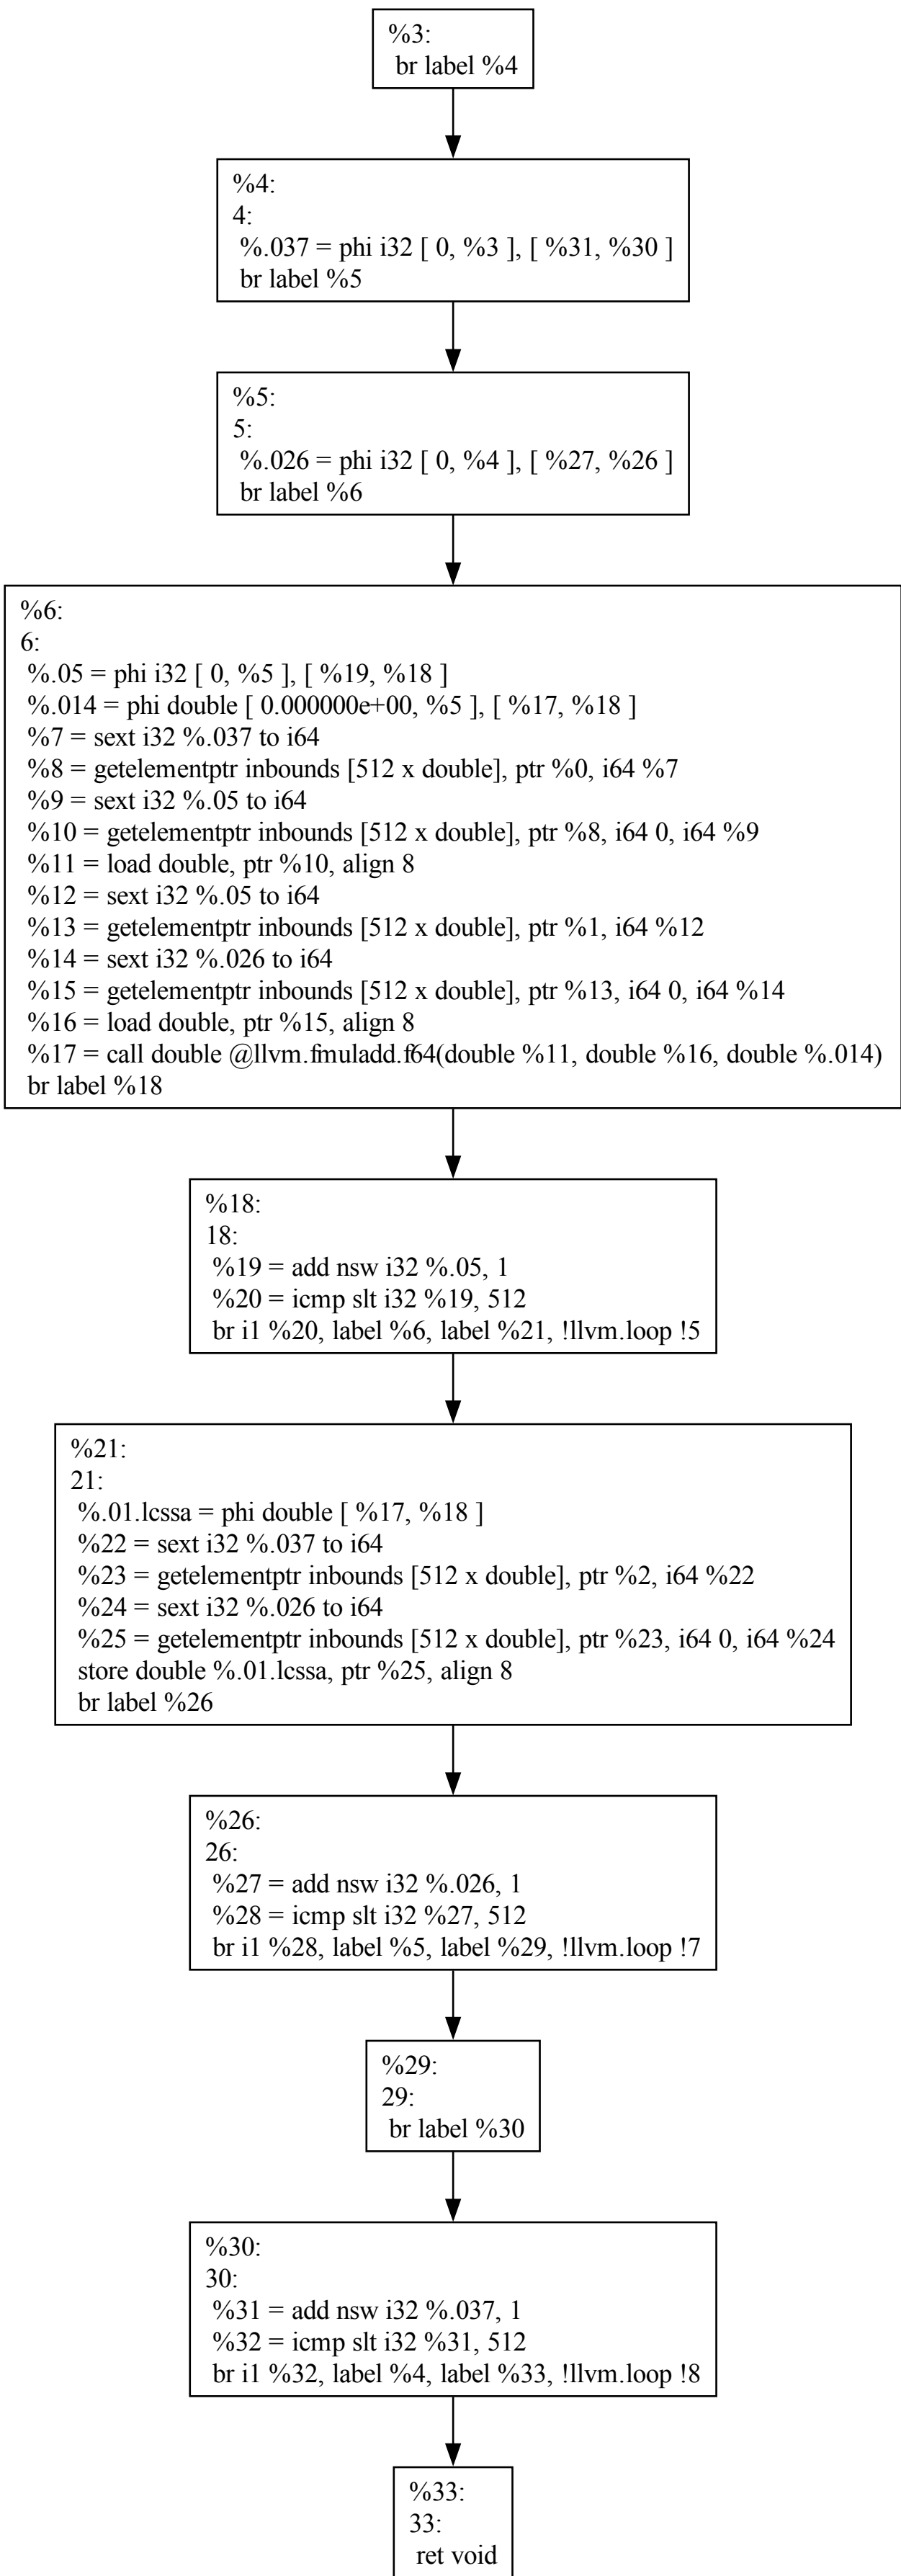 %3:
br label %4
%4:
4:
%.037 = phi i32 [ 0, %3 ], [ %31, %30 ]
br label %5
%5:
5:
%.026 = phi i32 [ 0, %4 ], [ %27, %26 ]
br label %6
%6:
6:
%.05 = phi i32 [ 0, %5 ], [ %19, %18 ]
%.014 = phi double [ 0.000000e+00, %5 ], [ %17, %18 ]
%7 = sext i32 %.037 to i64
%8 = getelementptr inbounds [512 x double], ptr %0, i64 %7
%9 = sext i32 %.05 to i64
%10 = getelementptr inbounds [512 x double], ptr %8, i64 0, i64 %9
%11 = load double, ptr %10, align 8
%12 = sext i32 %.05 to i64
%13 = getelementptr inbounds [512 x double], ptr %1, i64 %12
%14 = sext i32 %.026 to i64
%15 = getelementptr inbounds [512 x double], ptr %13, i64 0, i64 %14
%16 = load double, ptr %15, align 8
%17 = call double @llvm.fmuladd.f64(double %11, double %16, double %.014)
br label %18
%18:
18:
%19 = add nsw i32 %.05, 1
%20 = icmp slt i32 %19, 512
br i1 %20, label %6, label %21, !llvm.loop !5
%21:
21:
%.01.lcssa = phi double [ %17, %18 ]
%22 = sext i32 %.037 to i64
%23 = getelementptr inbounds [512 x double], ptr %2, i64 %22
%24 = sext i32 %.026 to i64
%25 = getelementptr inbounds [512 x double], ptr %23, i64 0, i64 %24
store double %.01.lcssa, ptr %25, align 8
br label %26
%26:
26:
%27 = add nsw i32 %.026, 1
%28 = icmp slt i32 %27, 512
br i1 %28, label %5, label %29, !llvm.loop !7
%29:
29:
br label %30
%30:
30:
%31 = add nsw i32 %.037, 1
%32 = icmp slt i32 %31, 512
br i1 %32, label %4, label %33, !llvm.loop !8
%33:
33:
ret void